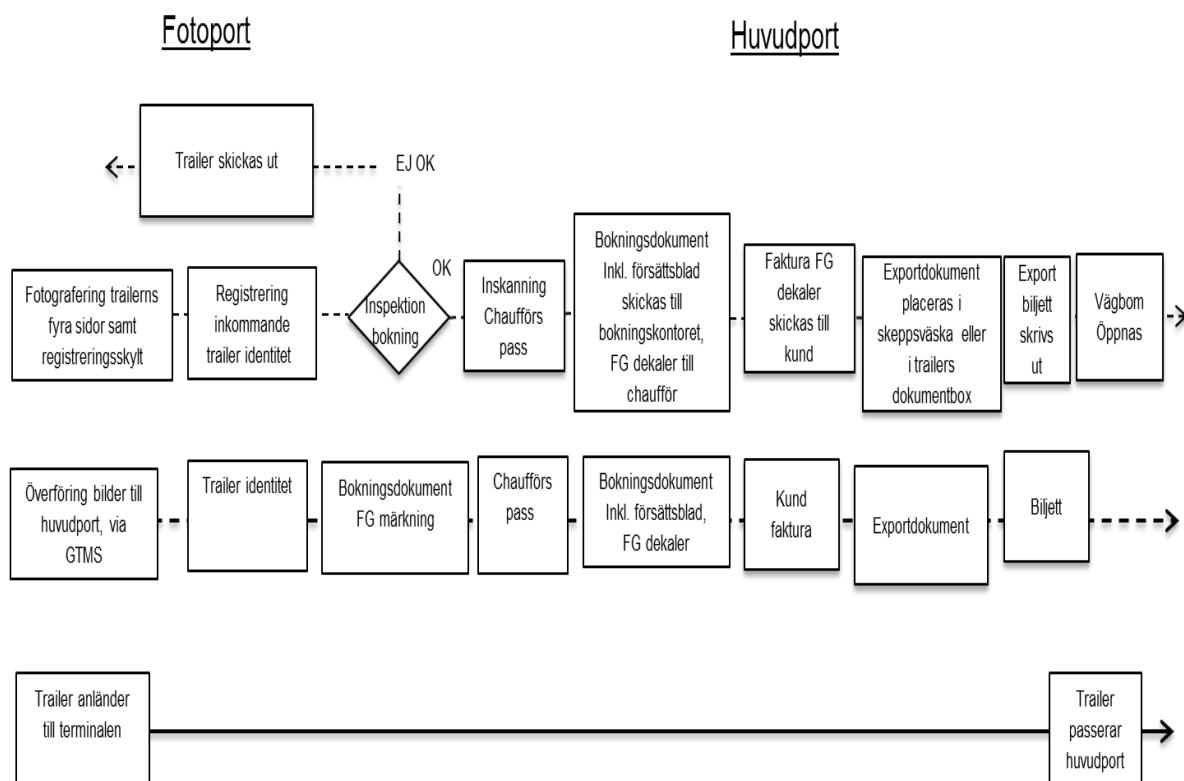 Fotoport
Huvudport
Trailer skickas ut
EJ OK
Fotografering trailerns
fyra sidor samt
registreringsskylt
Registrering
inkommande
trailer identitet
Inspektion
bokning
OK
Inskanning
Chaufförs
pass
Bokningsdokument
Inkl. försättsblad
skickas till
bokningskontoret,
FG dekaler till
chaufför
Faktura FG
dekaler
skickas till
kund
Exportdokument
placeras i
skeppsväska eller
i trailers
dokumentbox
Export
biljett
skrivs
ut
Vägbom
Öppnas
Överföring bilder till
huvudport, via
GTMS
Trailer identitet
Bokningsdokument
FG märkning
Chaufförs
pass
Bokningsdokument
Inkl. försättsblad,
FG dekaler
Kund
faktura
Exportdokument
Biljett
Trailer anländer
till terminalen
Trailer
passerar
huvudport